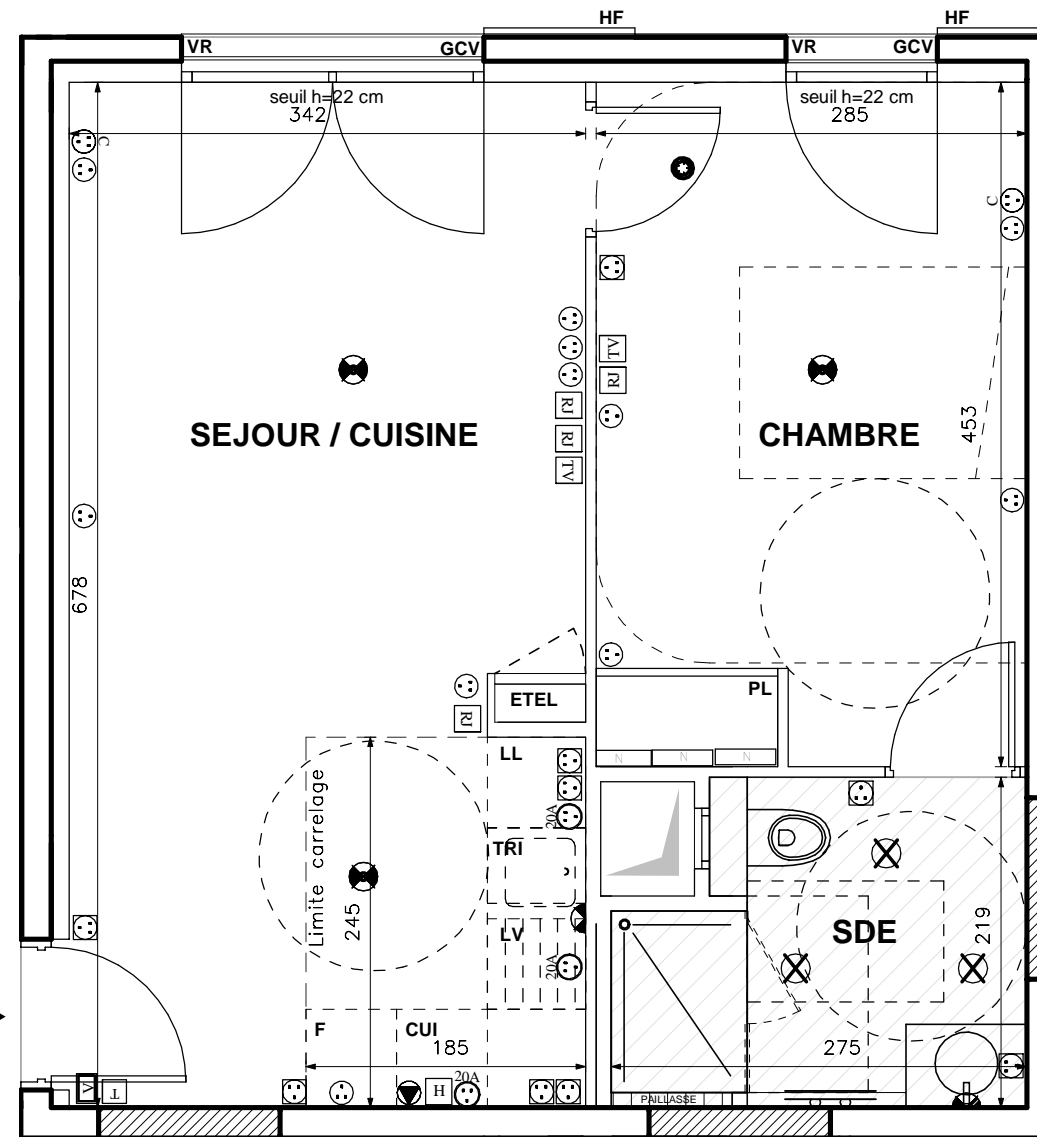 HF
HF
VR
GCV
VR
GCV
seuil h=22 cm
342
seuil h=22 cm
285
C
C
TV
RJ
RJ
RJ
TV
SEJOUR / CUISINE
CHAMBRE
453
678
ETEL
PL
RJ
N
N
N
LL
20A
TRI
Limite carrelage
245
LV
20A
SDE
219
F
CUI
185
275
20A
H
V
T
PAILLASSE